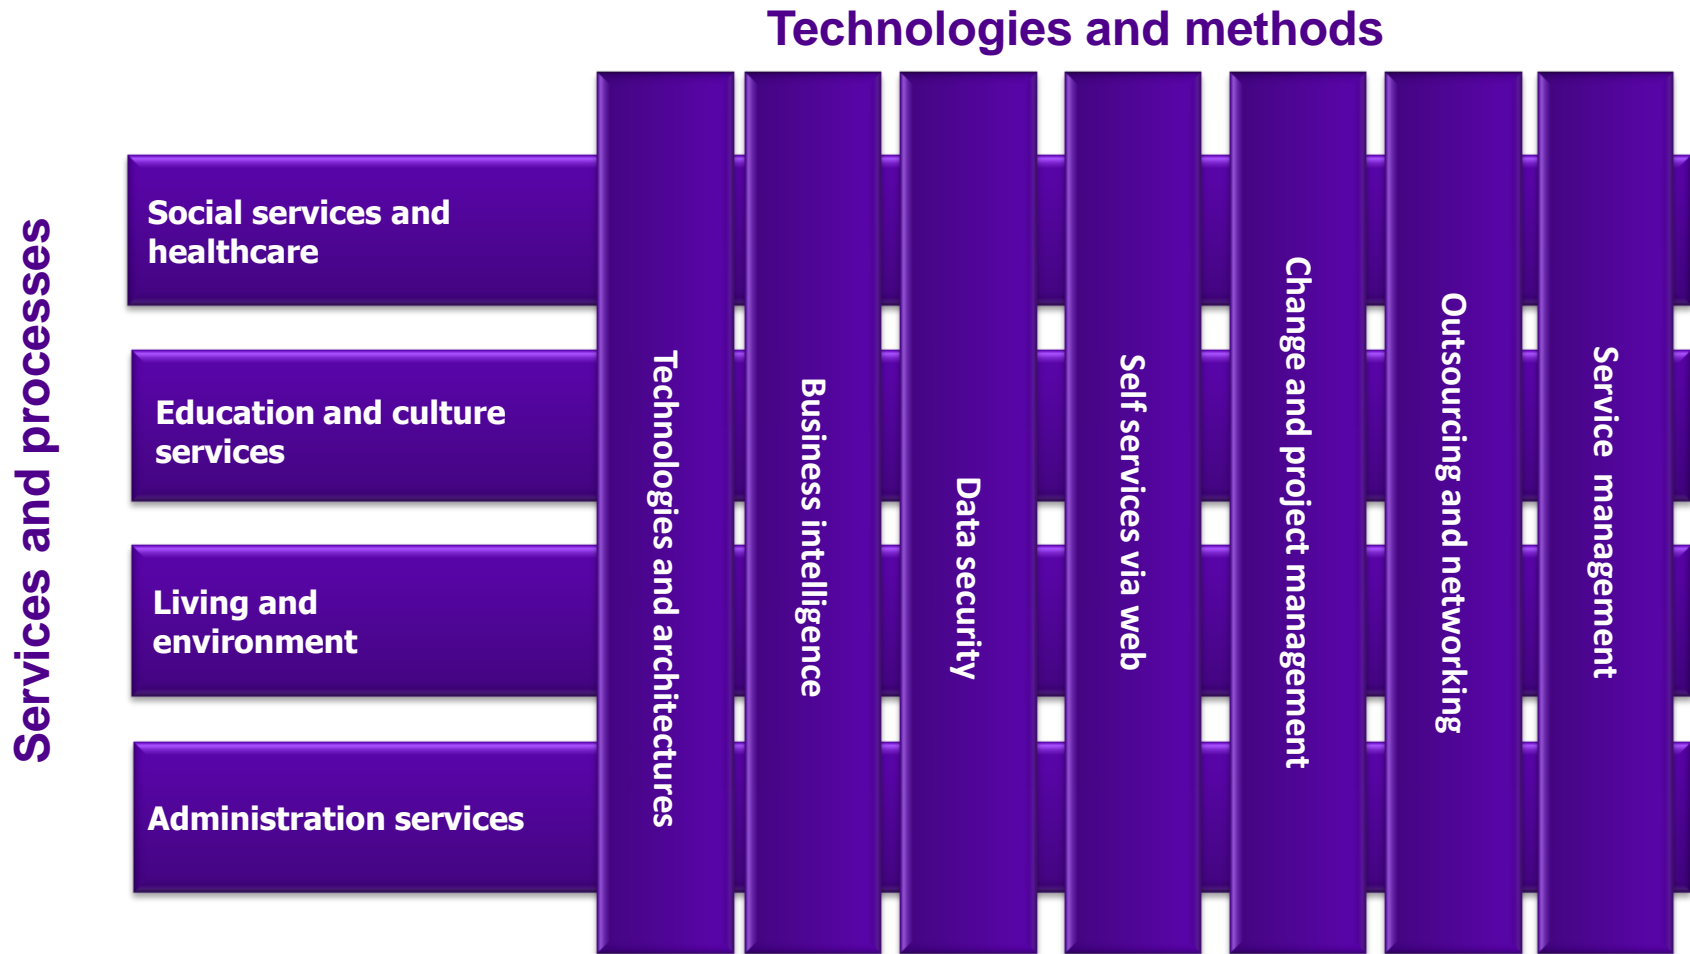 Technologies and methods
Services and processes
Social services and
healthcare
Education and culture
services
Living and
environment
Administration services
Technologies and architectures
Business intelligence
Data security
Self services via web
Change and project management
Outsourcing and networking
Service  management